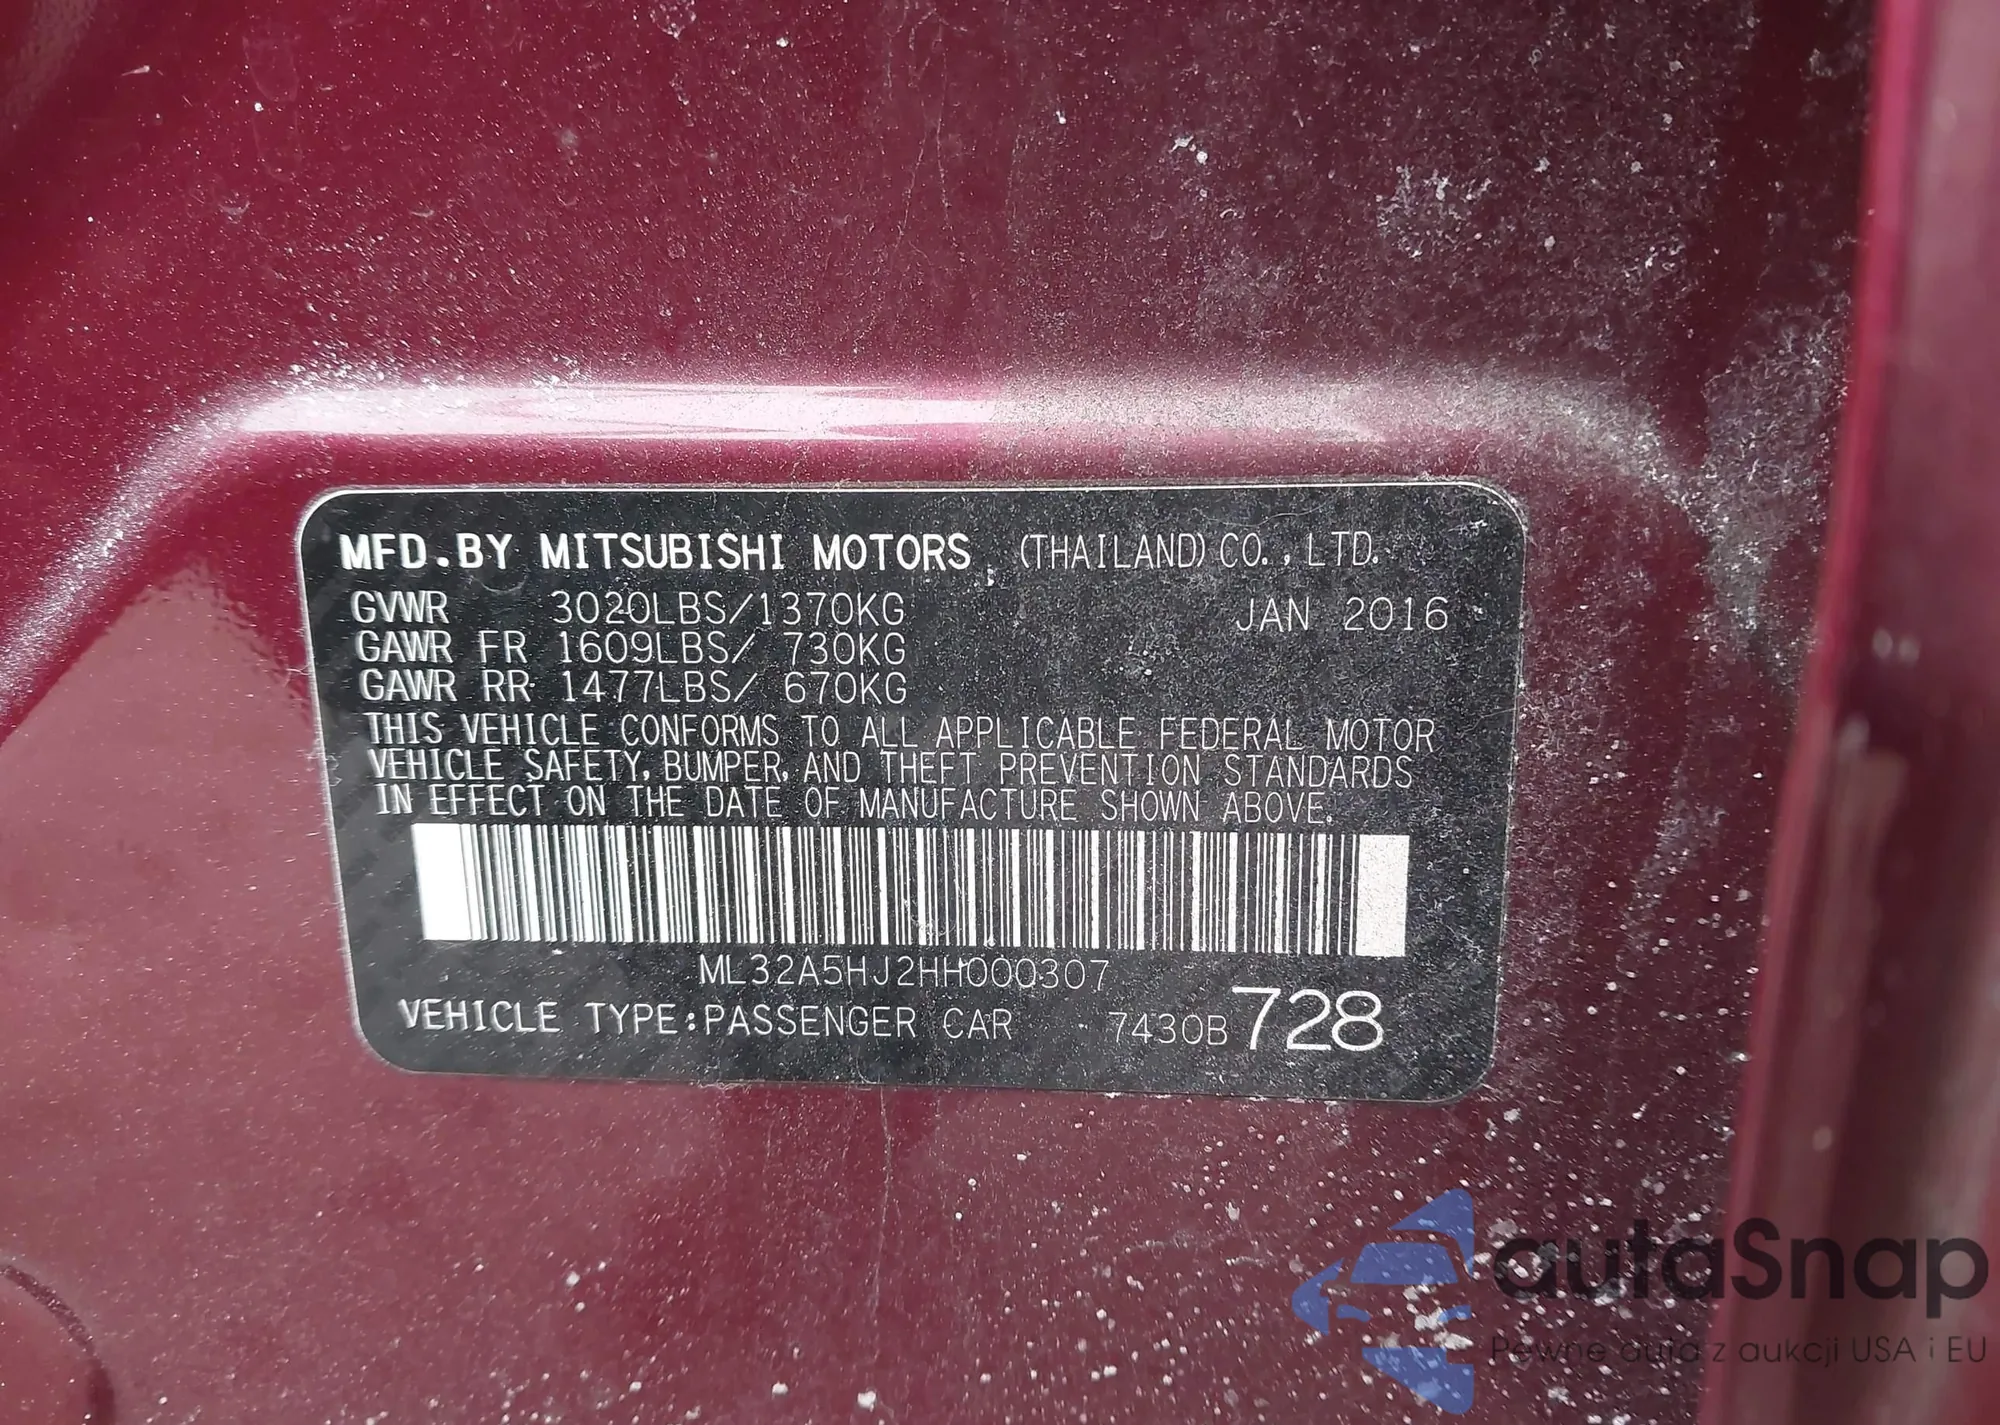 MFD.BY MITSUBISHI MOTORS (THAILAND) CO., LTD.
GVWR 3020LBS/1370KG JAN 2016
GAWR FR 1609LBS/ 730KG
GAWR RR 1477LBS/ 670KG
THIS VEHICLE CONFORMS TO ALL APPLICABLE FEDERAL MOTOR
VEHICLE SAFETY, BUMPER, AND THEFT PREVENTION STANDARDS
IN EFFECT ON THE DATE OF MANUFACTURE SHOWN ABOVE.
ML32A5HJ2HH000307
VEHICLE TYPE:PASSENGER CAR 7430B 728
autaSnap
Pewne auta z aukcji USA i EU